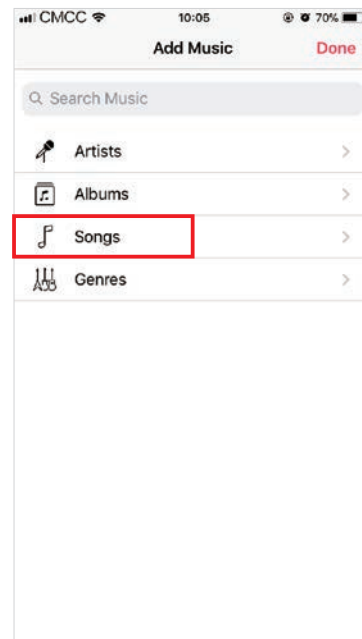 CMCC 10:05 70%
Add Music Done
Search Music
Artists
Albums
Songs
Genres